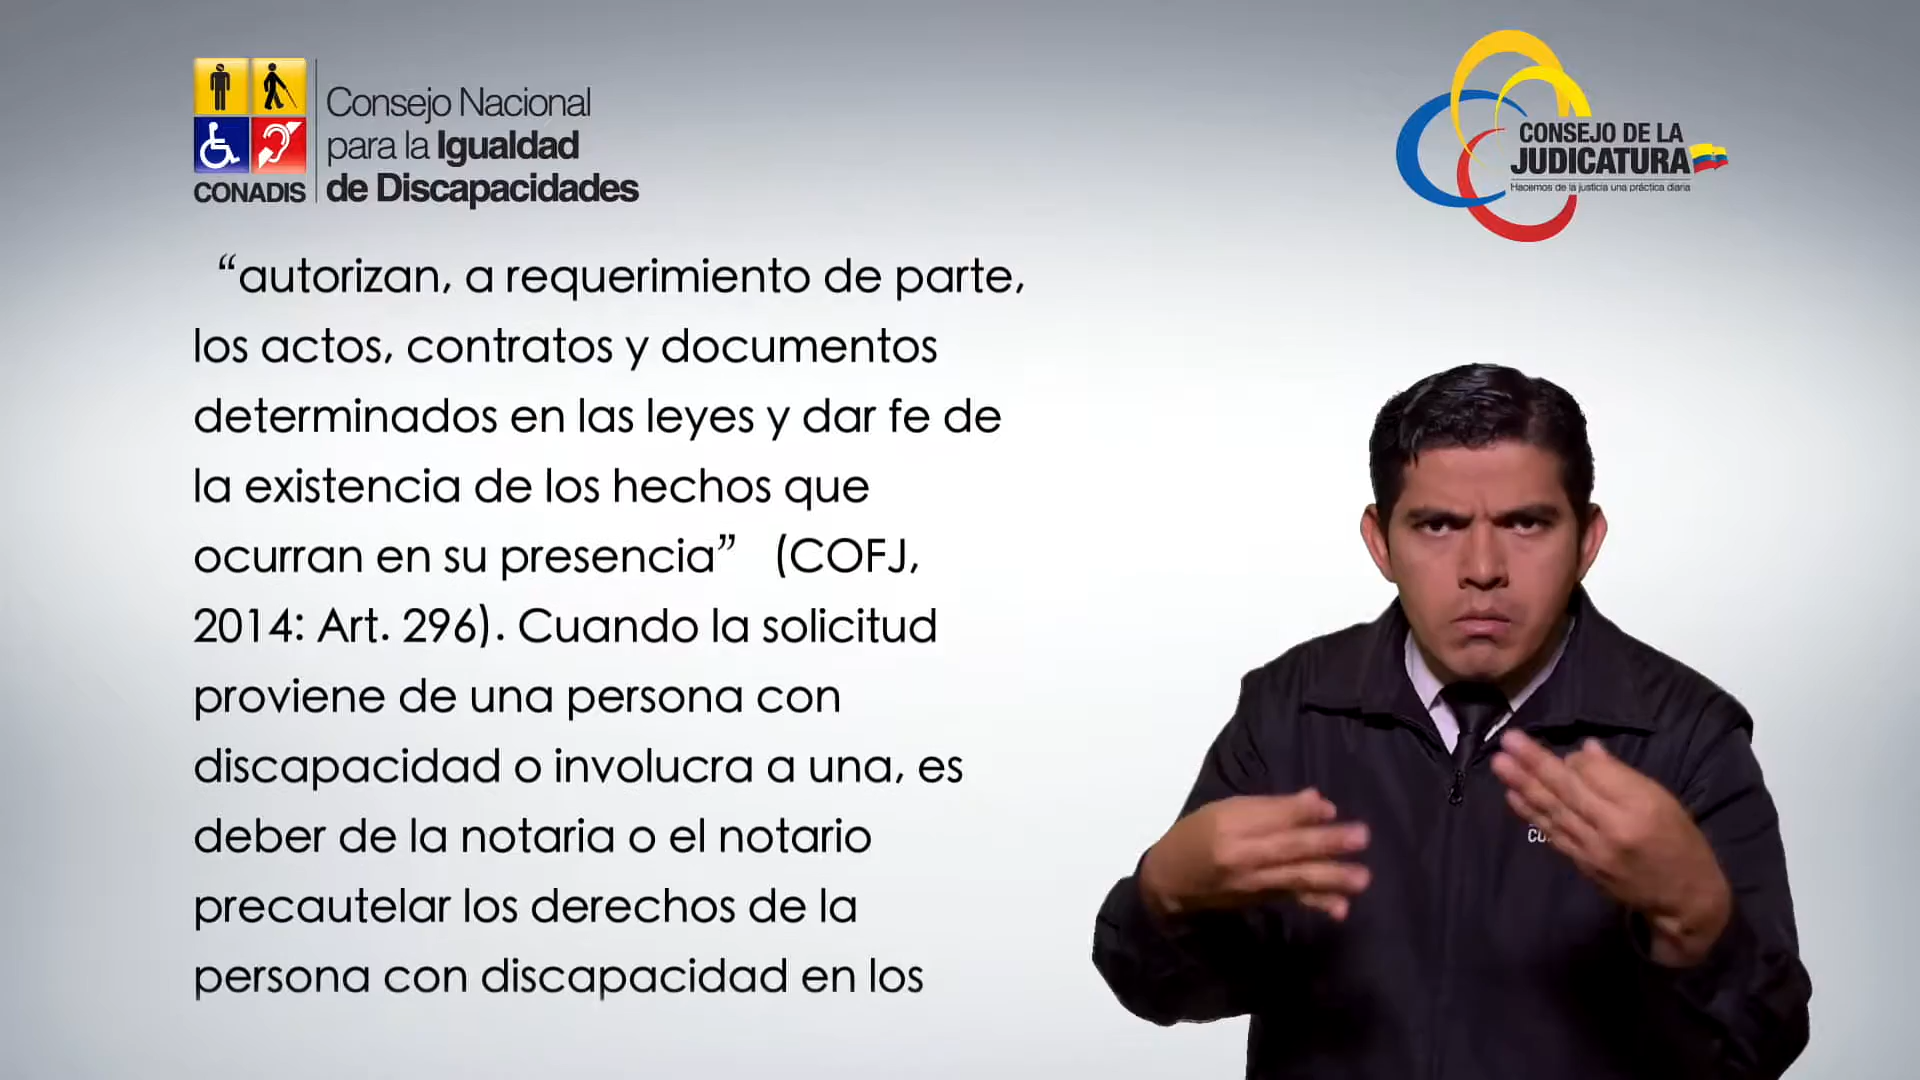 CONADIS
Consejo Nacional
para la Igualdad
de Discapacidades
CONSEJO DE LA
JUDICATURA
Hacemos de la justicia una práctica diaria
“autorizan, a requerimiento de parte,
los actos, contratos y documentos
determinados en las leyes y dar fe de
la existencia de los hechos que
ocurran en su presencia” (COFJ,
2014: Art. 296). Cuando la solicitud
proviene de una persona con
discapacidad o involucra a una, es
deber de la notaria o el notario
precautelar los derechos de la
persona con discapacidad en los